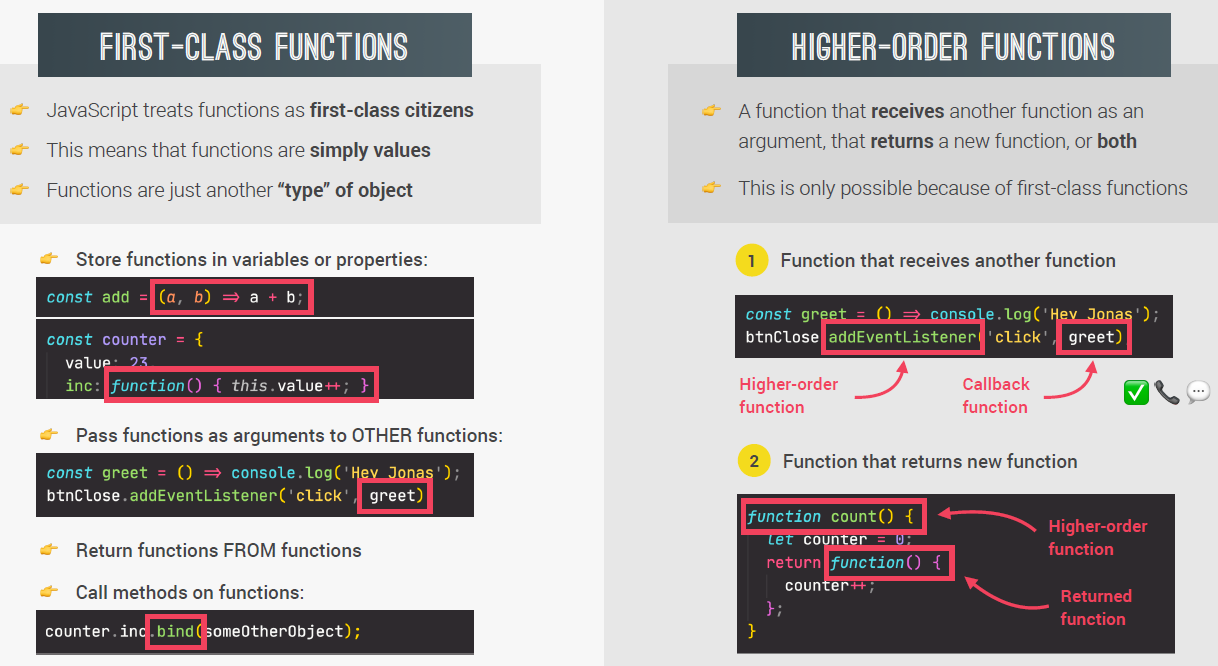 FIRST-CLASS FUNCTIONS
JavaScript treats functions as first-class citizens
This means that functions are simply values
Functions are just another “type” of object
Store functions in variables or properties:
const add = (a, b) => a + b;
const counter = {
value: 23
inc: function() { this.value++; }
Pass functions as arguments to OTHER functions:
const greet = () => console.log('Hey Jonas');
btnClose.addEventListener('click', greet)
Return functions FROM functions
Call methods on functions:
counter.inc.bind(someOtherObject);
HIGHER-ORDER FUNCTIONS
A function that receives another function as an
argument, that returns a new function, or both
This is only possible because of first-class functions
1 Function that receives another function
const greet = () => console.log('Hey Jonas');
btnClose.addEventListener('click', greet)
Higher-order
function
Callback
function
2 Function that returns new function
function count() {
let counter = 0;
return function() {
counter++;
};
}
Higher-order
function
Returned
function